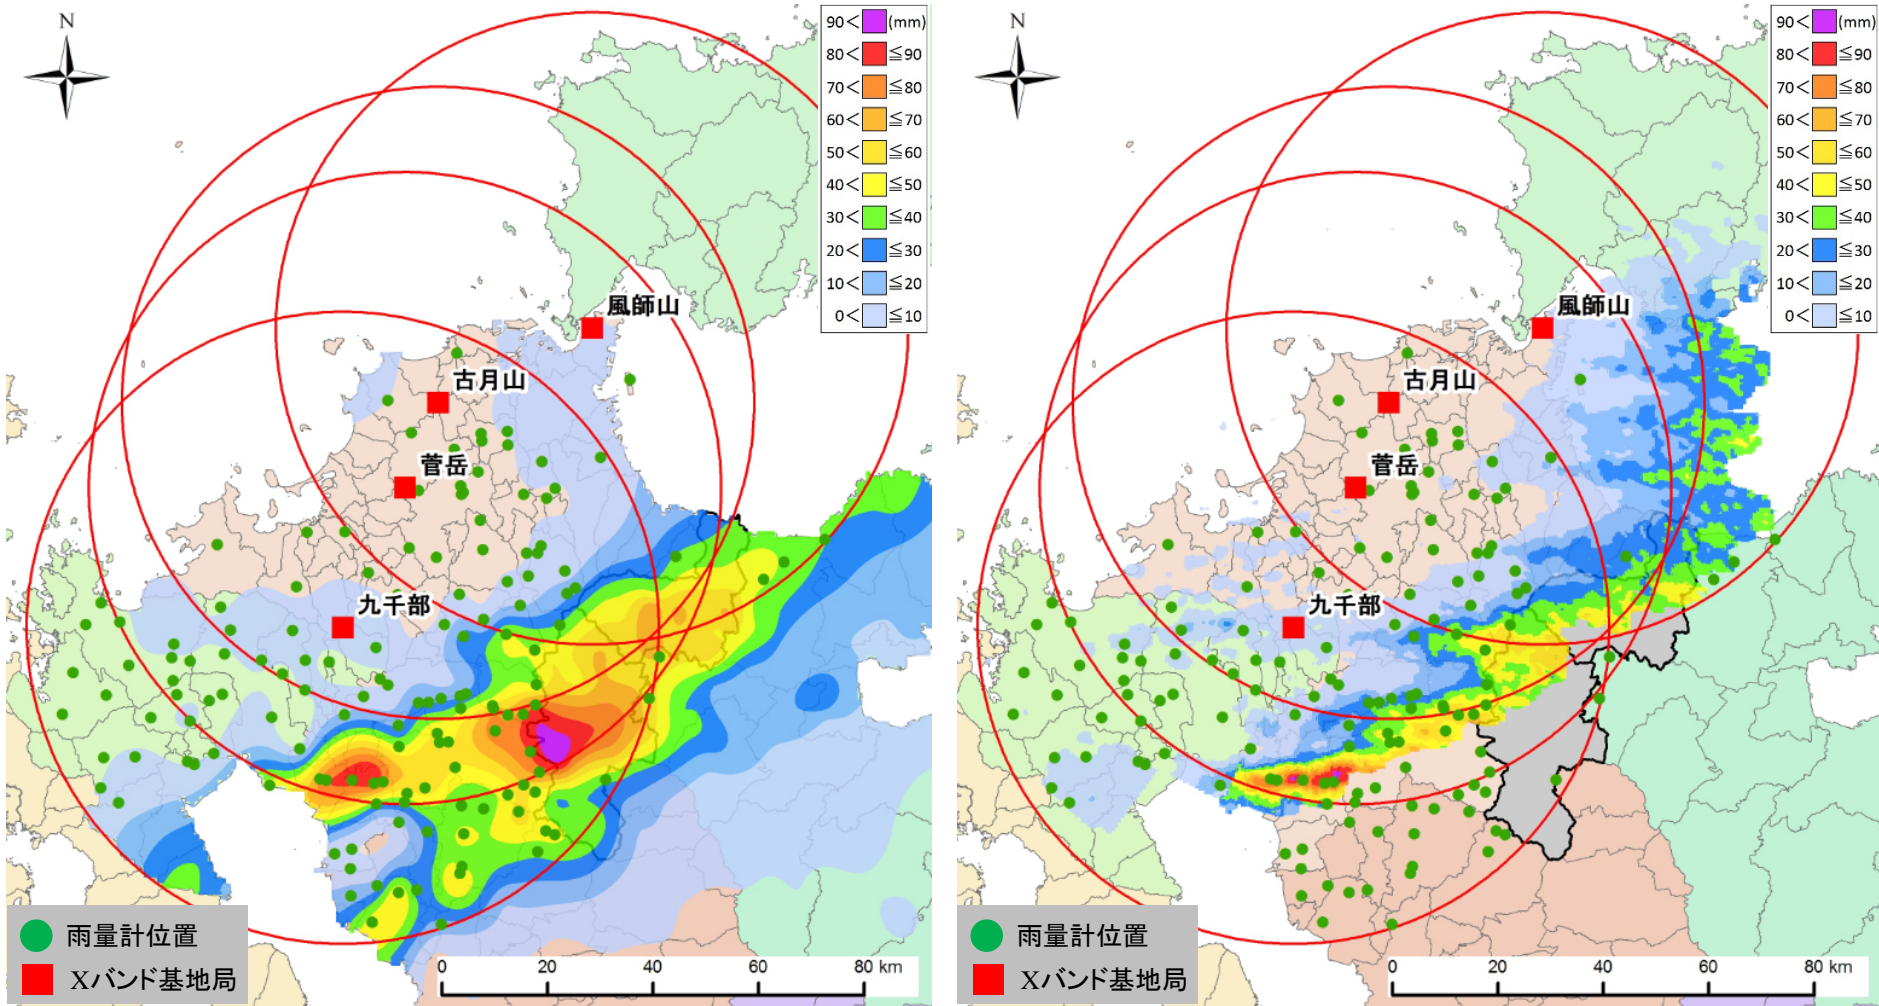 N
90< (mm)
80< ≦90
70< ≦80
60< ≦70
50< ≦60
40< ≦50
30< ≦40
20< ≦30
10< ≦20
0< ≦10
風師山
古月山
菅岳
九千部
雨量計位置
Xバンド基地局
0 20 40 60 80 km
N
90< (mm)
80< ≦90
70< ≦80
60< ≦70
50< ≦60
40< ≦50
30< ≦40
20< ≦30
10< ≦20
0< ≦10
風師山
古月山
菅岳
九千部
雨量計位置
Xバンド基地局
0 20 40 60 80 km